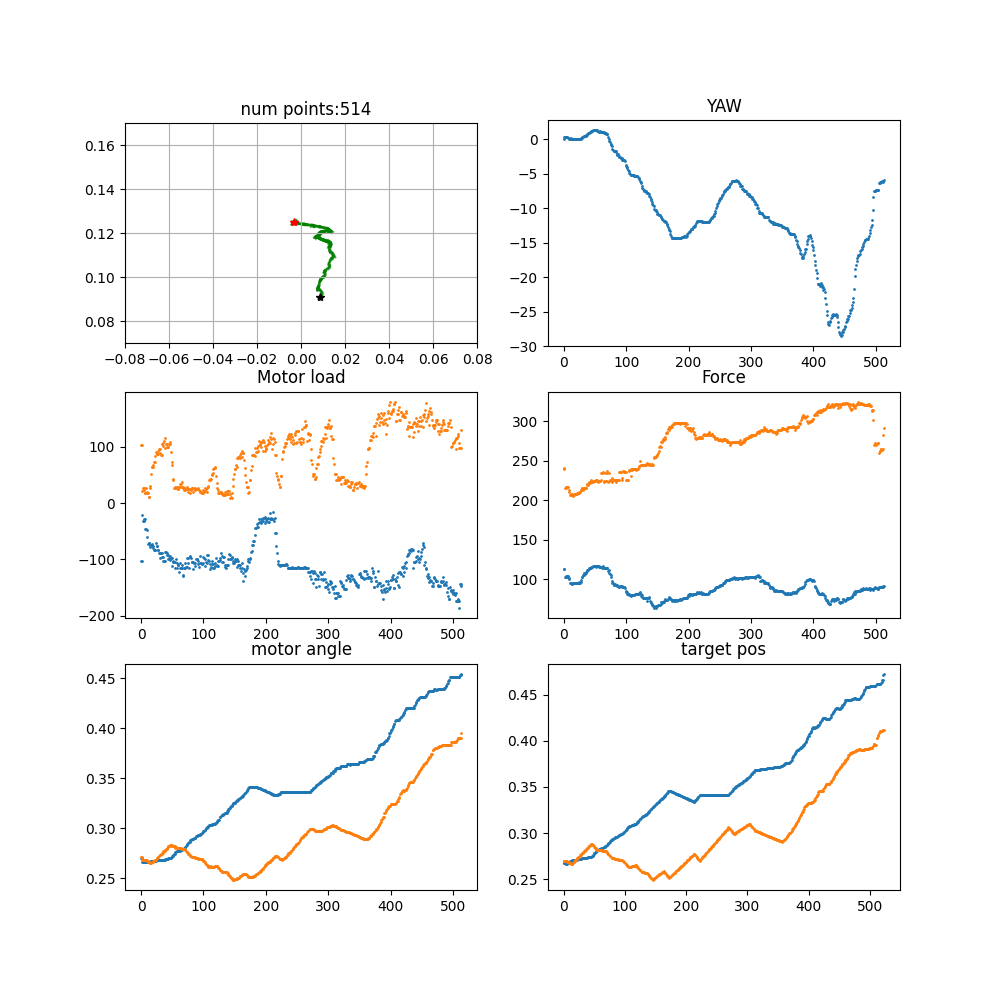 num points:514
YAW
0.16
0.14
0.12
0.10
0.08
−0.08 −0.06 −0.04 −0.02 0.00 0.02 0.04 0.06 0.08
0
−5
−10
−15
−20
−25
−30
0 100 200 300 400 500
Motor load
Force
100
0
−100
−200
0 100 200 300 400 500
300
250
200
150
100
0 100 200 300 400 500
motor angle
target pos
0.45
0.40
0.35
0.30
0.25
0 100 200 300 400 500
0.45
0.40
0.35
0.30
0.25
0 100 200 300 400 500